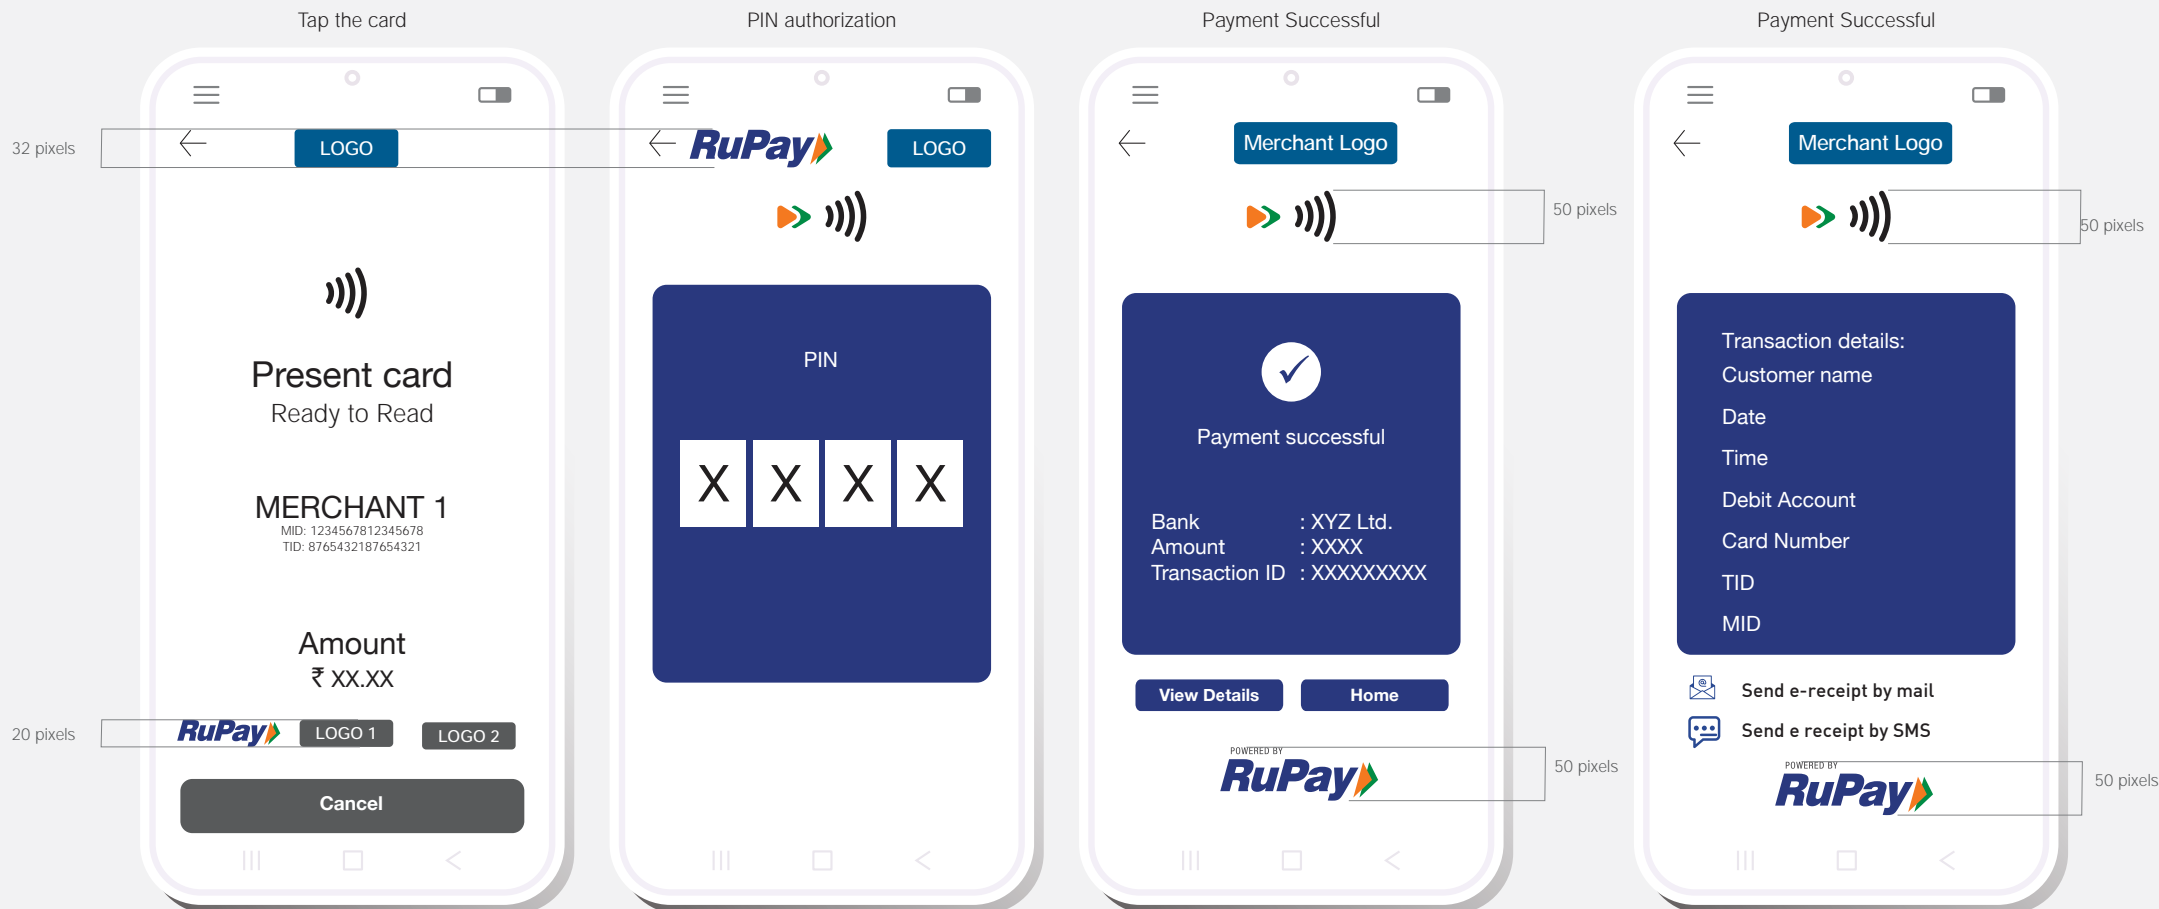 Tap the card
32 pixels
LOGO
Present card
Ready to Read
MERCHANT 1
MID: 1234567812345678
TID: 8765432187654321
Amount
₹ XX.XX
20 pixels
RuPay
LOGO 1
LOGO 2
Cancel
PIN authorization
RuPay
LOGO
PIN
X X X X
Payment Successful
Merchant Logo
50 pixels
Payment successful
Bank : XYZ Ltd.
Amount : XXXX
Transaction ID : XXXXXXXXX
View Details
Home
POWERED BY
RuPay
50 pixels
Payment Successful
Merchant Logo
50 pixels
Transaction details:
Customer name
Date
Time
Debit Account
Card Number
TID
MID
Send e-receipt by mail
Send e receipt by SMS
POWERED BY
RuPay
50 pixels